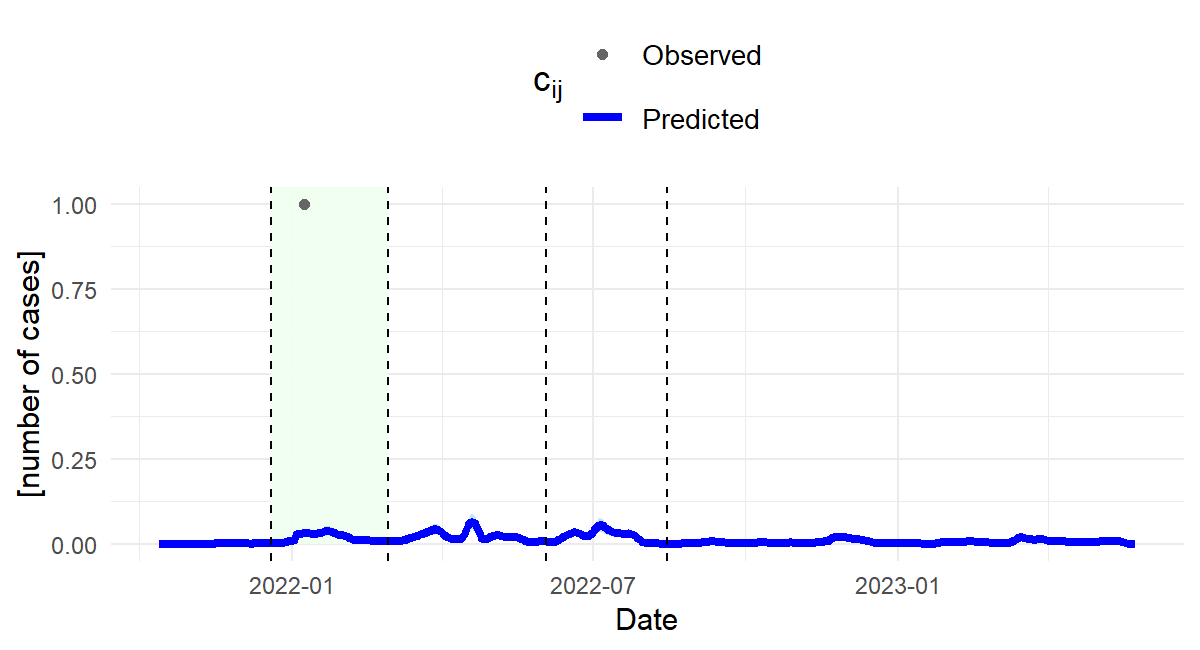 Observed
c_ij
Predicted
[number of cases]
1.00
0.75
0.50
0.25
0.00
2022-01
2022-07
2023-01
Date